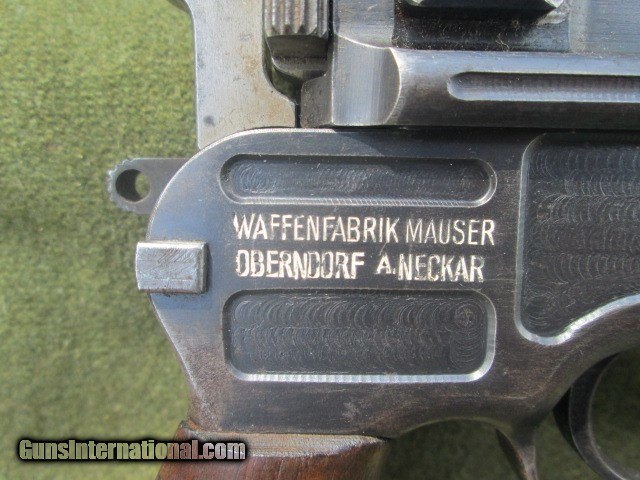 WAFFENFABRIK MAUSER
OBERNDORF A.NECKAR
GunsInternational.com